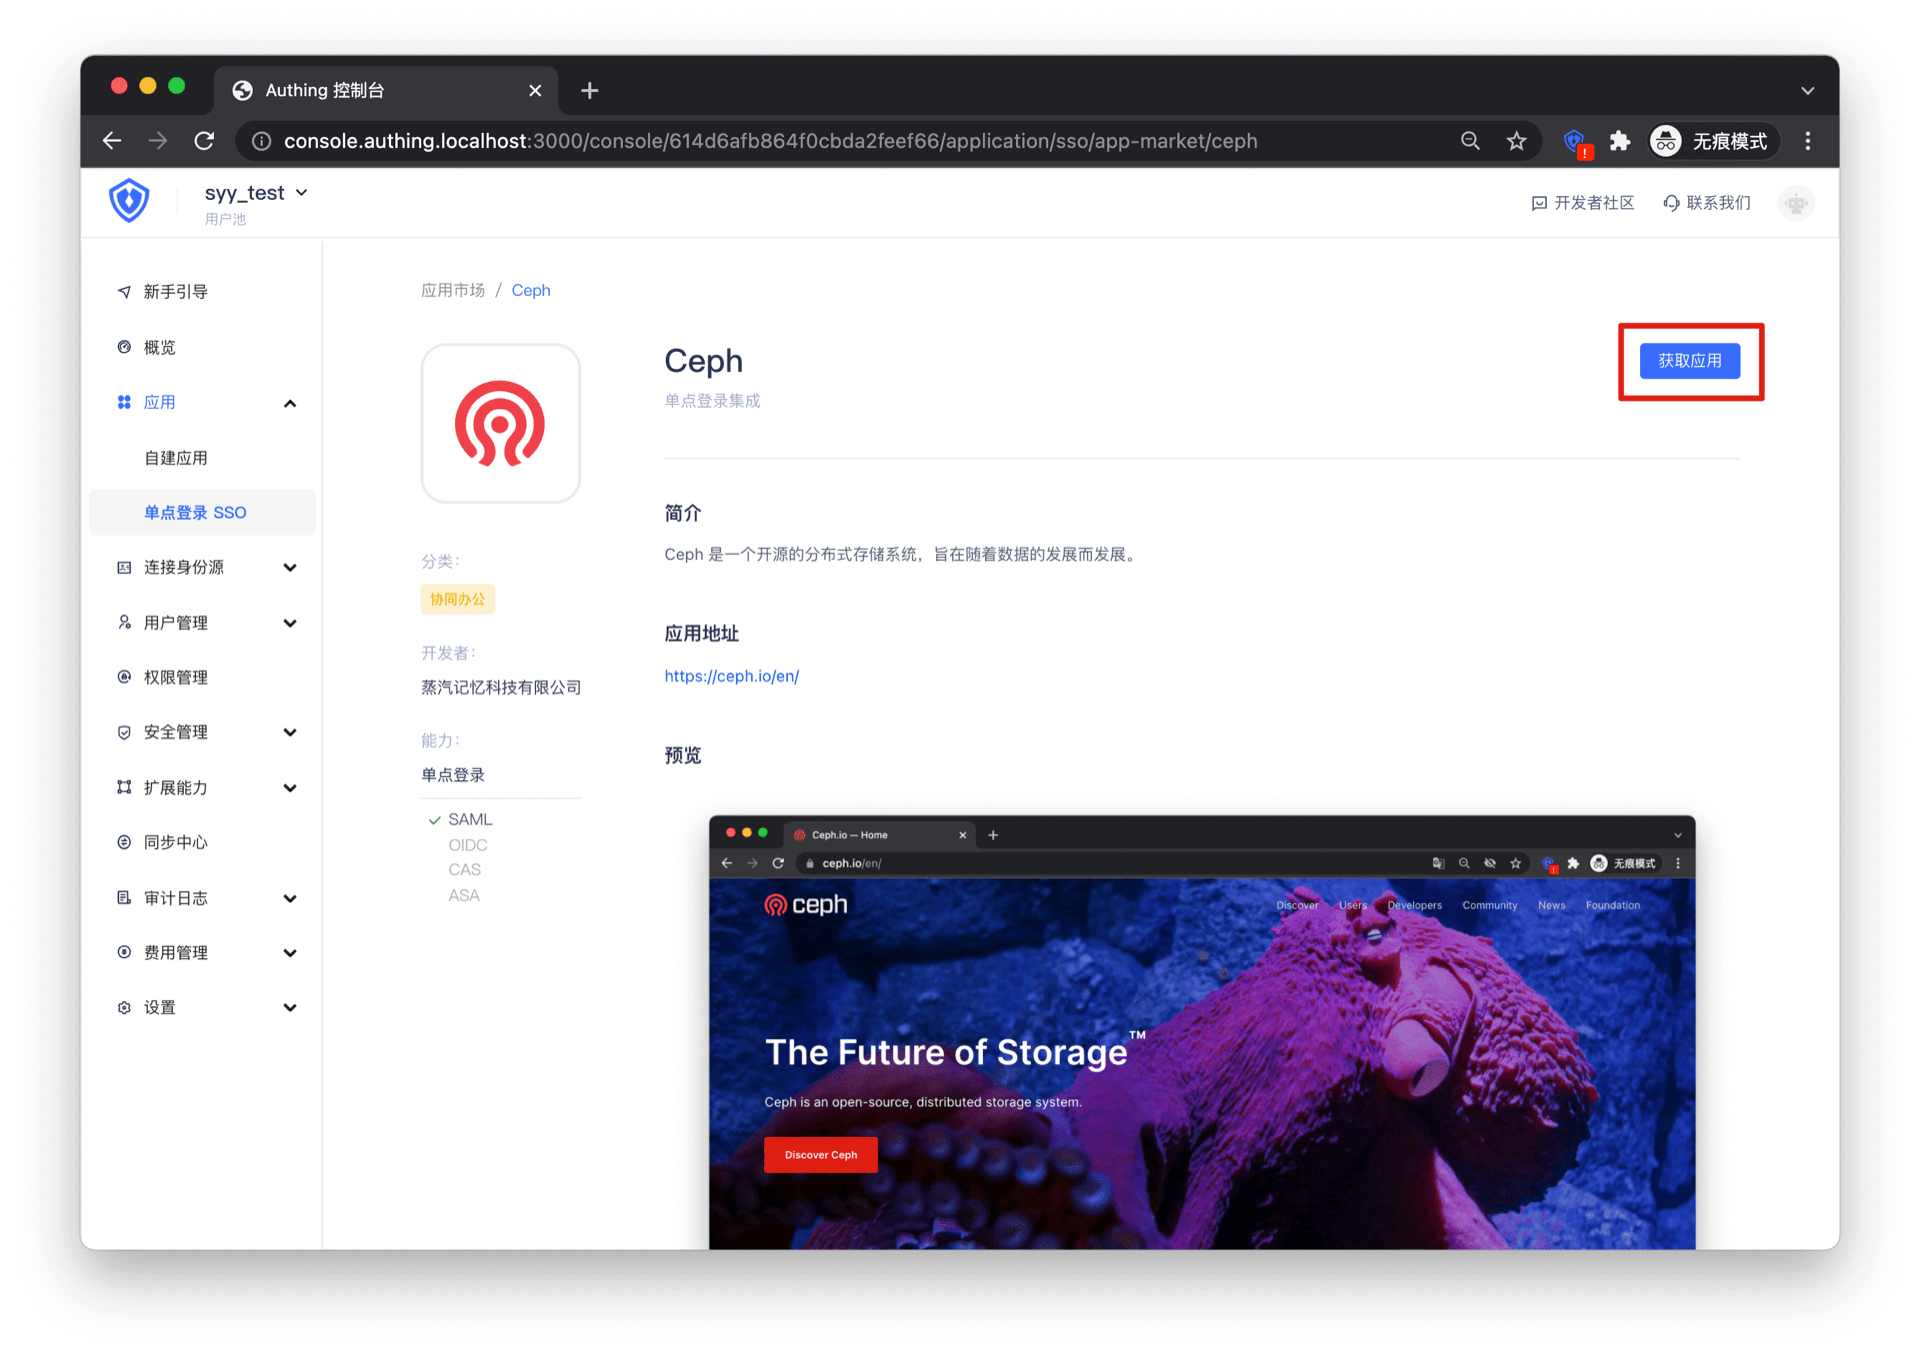 Authing 控制台
console.authing.localhost:3000/console/614d6afb864f0cbda2feef66/application/sso/app-market/ceph
无痕模式
syy_test
用户池
开发者社区
联系我们
新手引导
概览
应用
自建应用
单点登录 SSO
连接身份源
用户管理
权限管理
安全管理
扩展能力
同步中心
审计日志
费用管理
设置
应用市场 / Ceph
Ceph
单点登录集成
获取应用
分类：
协同办公
开发者：
蒸汽记忆科技有限公司
能力：
单点登录
SAML
OIDC
CAS
ASA
简介
Ceph 是一个开源的分布式存储系统，旨在随着数据的发展而发展。
应用地址
https://ceph.io/en/
预览
Ceph.io — Home
ceph.io/en/
无痕模式
ceph
Discover Users Developers Community News Foundation
The Future of Storage™
Ceph is an open-source, distributed storage system.
Discover Ceph